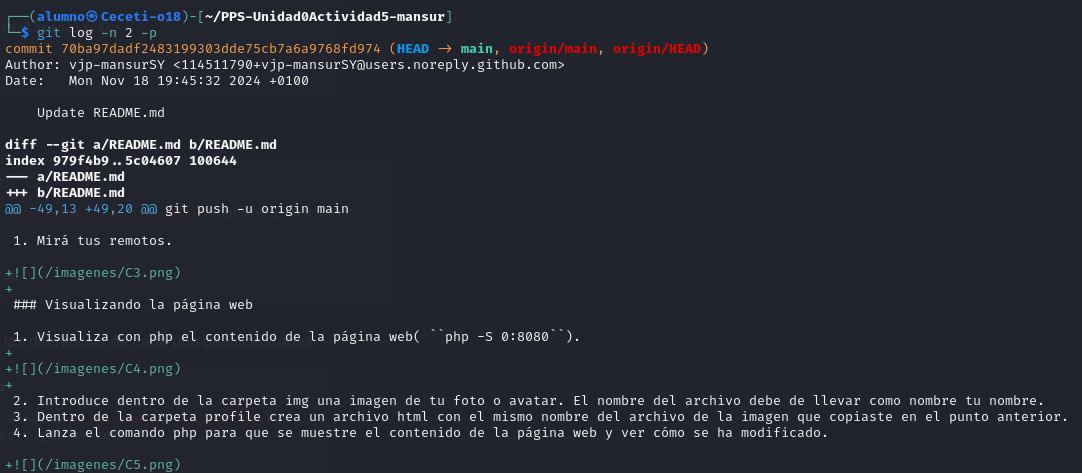 ┌──(alumno㉿Ceceti-o18)-[~/PPS-Unidad0Actividad5-mansur]
└─$ git log -n 2 -p
commit 70ba97dadf2483199303dde75cb7a6a9768fd974 (HEAD -> main, origin/main, origin/HEAD)
Author: vjp-mansurSY <114511790+vjp-mansurSY@users.noreply.github.com>
Date:   Mon Nov 18 19:45:32 2024 +0100

    Update README.md

diff --git a/README.md b/README.md
index 979f4b9..5c04607 100644
--- a/README.md
+++ b/README.md
@@ -49,13 +49,20 @@ git push -u origin main

 1. Mirá tus remotos.

+![](/imagenes/C3.png)
+
 ### Visualizando la página web

 1. Visualiza con php el contenido de la página web( ``php -S 0:8080``).
+
+![](/imagenes/C4.png)
+
 2. Introduce dentro de la carpeta img una imagen de tu foto o avatar. El nombre del archivo debe de llevar como nombre tu nombre.
 3. Dentro de la carpeta profile crea un archivo html con el mismo nombre del archivo de la imagen que copiaste en el punto anterior.
 4. Lanza el comando php para que se muestre el contenido de la página web y ver cómo se ha modificado.

+![](/imagenes/C5.png)